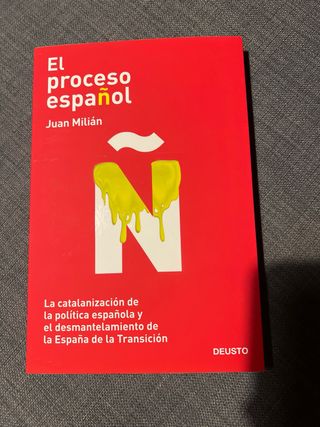 El
proceso
español
Juan Milián
Ñ
La catalanización de
la política española y
el desmantelamiento de
la España de la Transición
DEUSTO